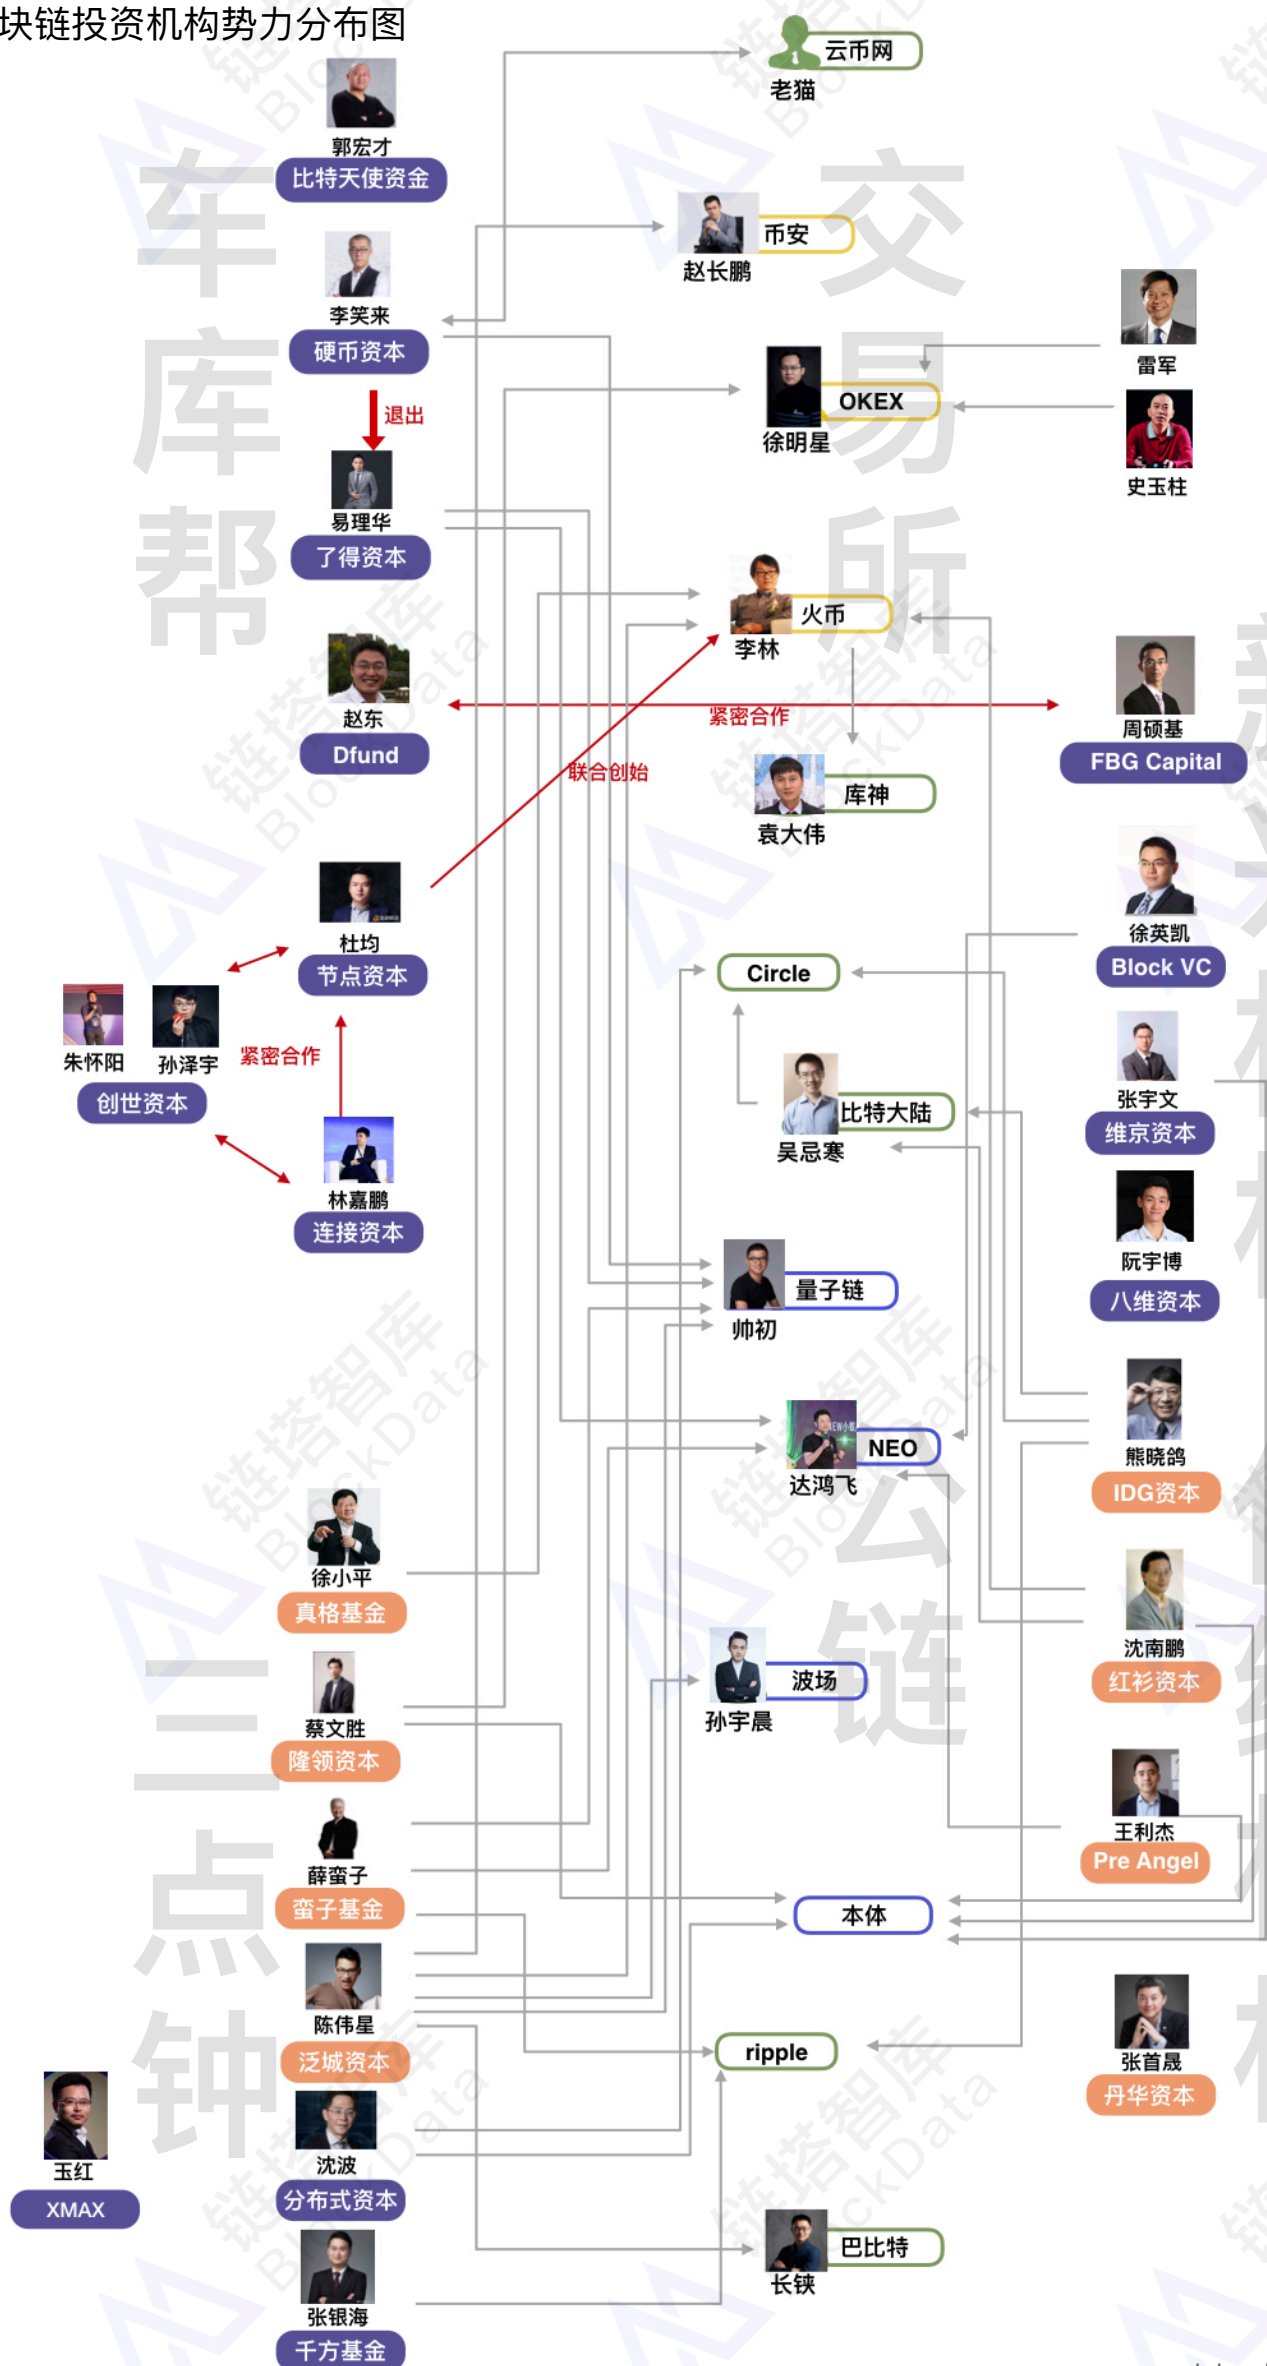 块链投资机构势力分布图
云币网
老猫
郭宏才
比特天使资金
车库帮
交易所
赵长鹏
币安
李笑来
硬币资本
退出
雷军
OKEX
徐明星
史玉柱
易理华
了得资本
火币
李林
赵东
Dfund
紧密合作
周硕基
FBG Capital
联合创始
库神
袁大伟
杜均
节点资本
徐英凯
Block VC
Circle
朱怀阳
孙泽宇
创世资本
紧密合作
张宇文
维京资本
比特大陆
吴忌寒
林嘉鹏
连接资本
阮宇博
八维资本
量子链
帅初
NEO
达鸿飞
熊晓鸽
IDG资本
公链
徐小平
真格基金
三点钟
沈南鹏
红衫资本
波场
孙宇晨
蔡文胜
隆领资本
王利杰
Pre Angel
薛蛮子
蛮子基金
本体
陈伟星
泛城资本
ripple
张首晟
丹华资本
玉红
XMAX
沈波
分布式资本
巴比特
长铗
张银海
千方基金
链塔智库
BlockData